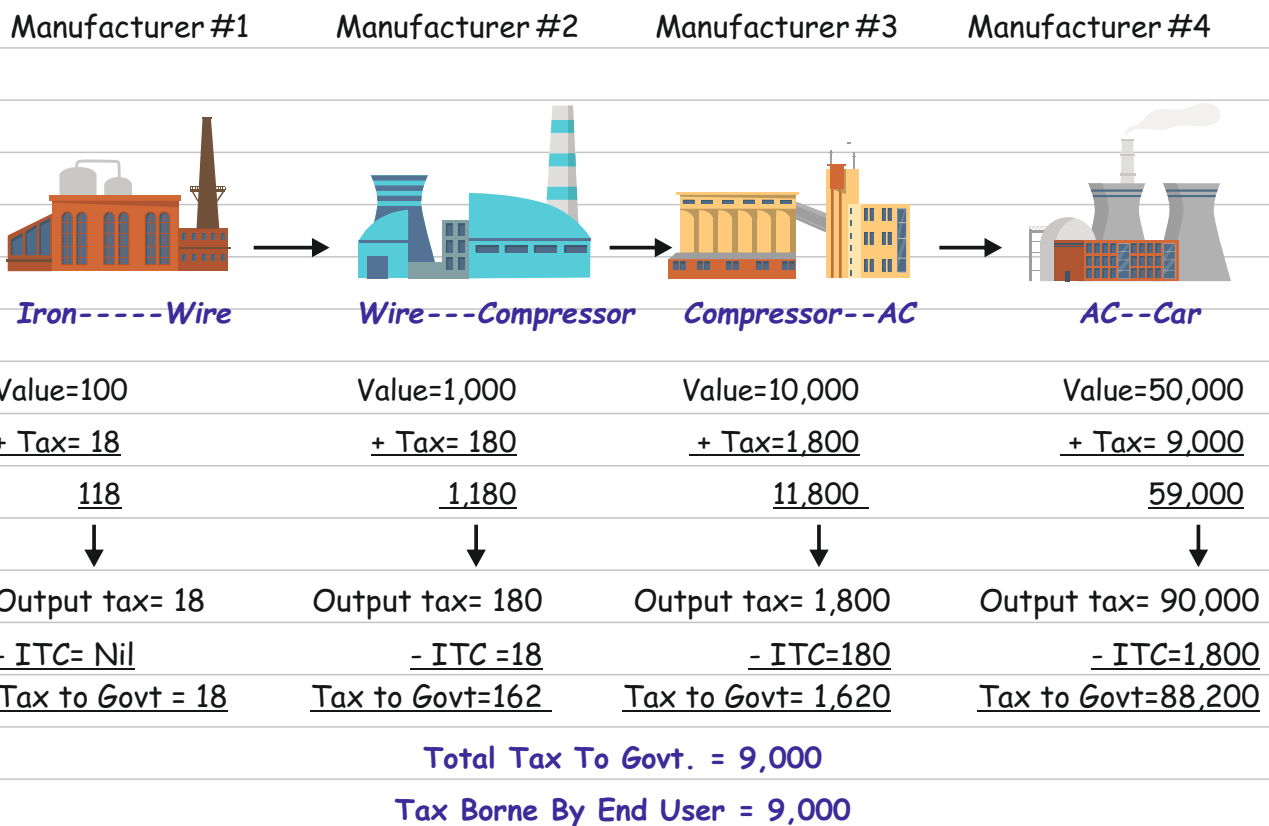 Manufacturer #1 Manufacturer #2 Manufacturer #3 Manufacturer #4
Iron-----Wire Wire---Compressor Compressor--AC AC--Car
Value=100 Value=1,000 Value=10,000 Value=50,000
+ Tax= 18 + Tax= 180 + Tax=1,800 + Tax= 9,000
118 1,180 11,800 59,000
Output tax= 18 Output tax= 180 Output tax= 1,800 Output tax= 90,000
- ITC= Nil - ITC =18 - ITC=180 - ITC=1,800
Tax to Govt = 18 Tax to Govt=162 Tax to Govt= 1,620 Tax to Govt=88,200
Total Tax To Govt. = 9,000
Tax Borne By End User = 9,000